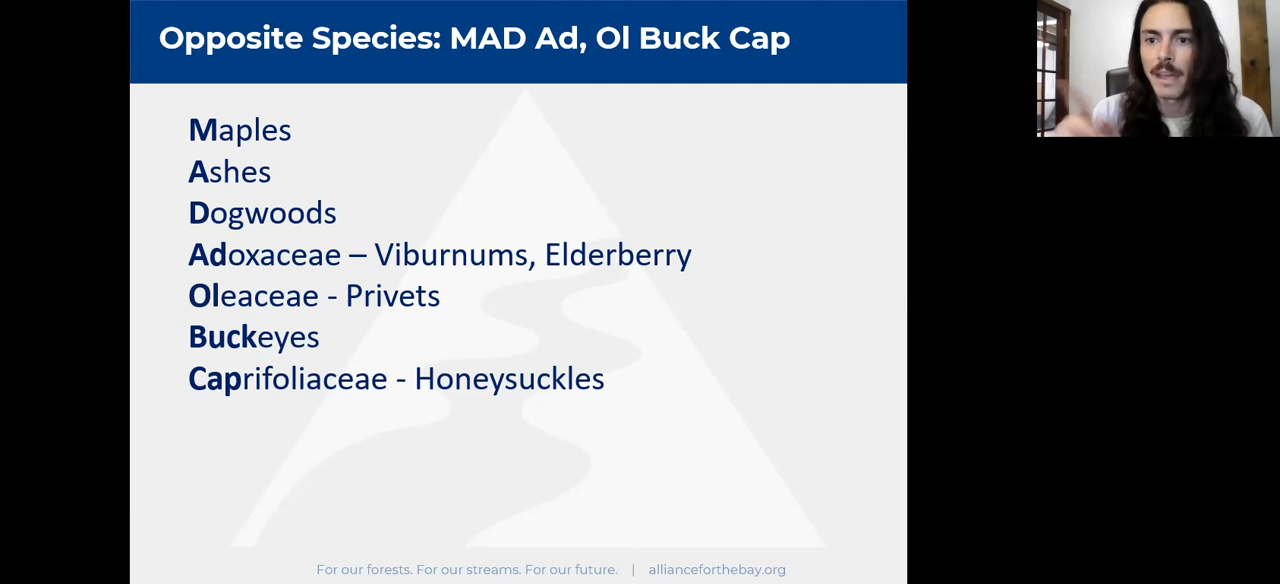 Opposite Species: MAD Ad, Ol Buck Cap
Maples
Ashes
Dogwoods
Adoxaceae – Viburnums, Elderberry
Oleaceae - Privets
Buckeyes
Caprifoliaceae - Honeysuckles
For our forests. For our streams. For our future. | allianceforthebay.org